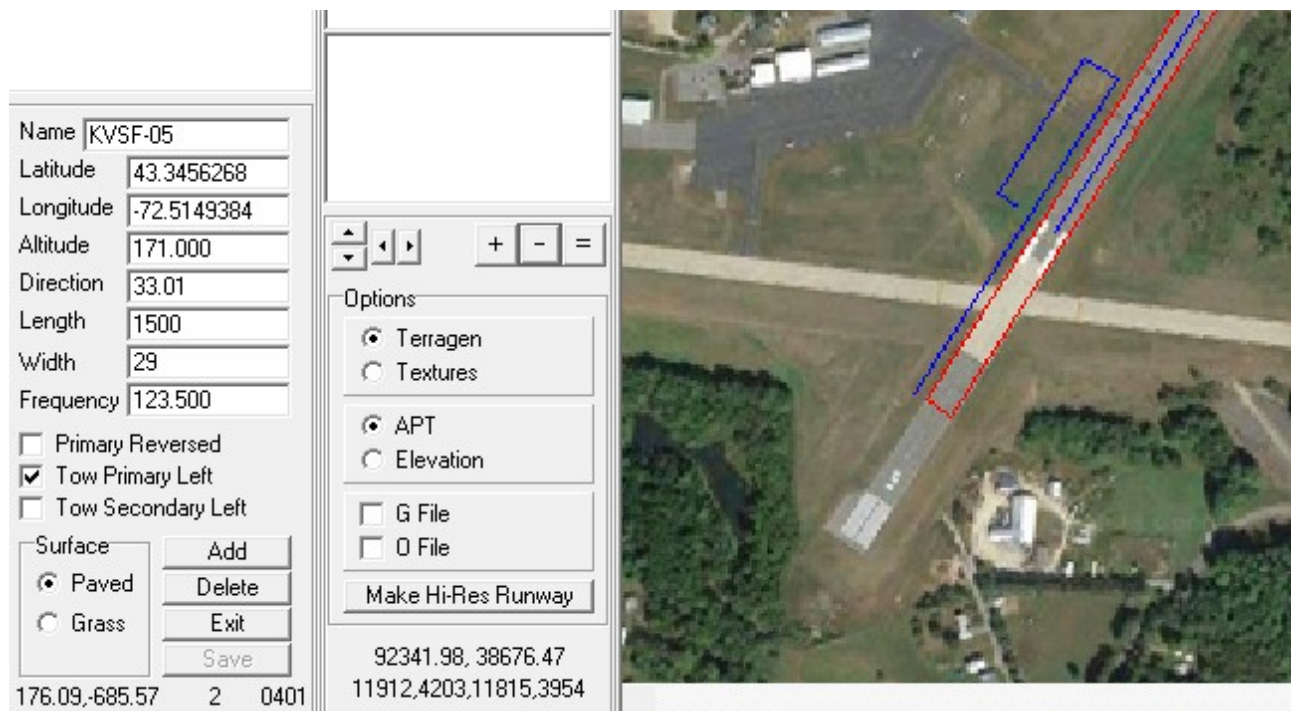 Name KVSF-05
Latitude 43.3456268
Longitude -72.5149384
Altitude 171.000
Direction 33.01
Length 1500
Width 29
Frequency 123.500
Primary Reversed
Tow Primary Left
Tow Secondary Left
Surface
Paved
Grass
Add
Delete
Exit
Save
176.09,-685.57 2 0401
+ - =
Options
Terragen
Textures
APT
Elevation
G File
O File
Make Hi-Res Runway
92341.98, 38676.47
11912,4203,11815,3954